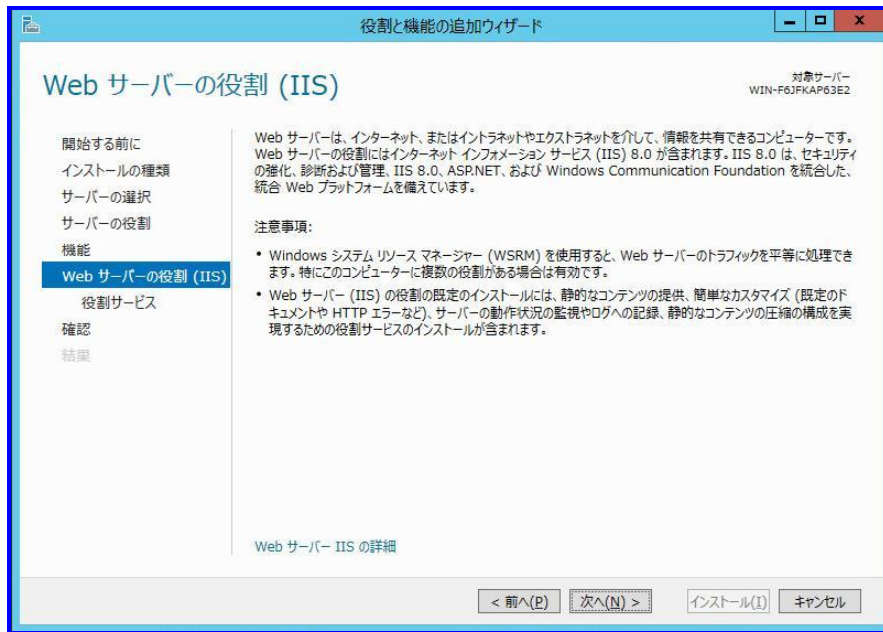 役割と機能の追加ウィザード
Web サーバーの役割 (IIS)
対象サーバー
WIN-F6JFKAP63E2
開始する前に
インストールの種類
サーバーの選択
サーバーの役割
機能
Web サーバーの役割 (IIS)
役割サービス
確認
結果
Web サーバーは、インターネット、またはイントラネットやエクストラネットを介して、情報を共有できるコンピューターです。
Web サーバーの役割にはインターネット インフォメーション サービス (IIS) 8.0 が含まれます。IIS 8.0 は、セキュリティ
の強化、診断および管理、IIS 8.0、ASP.NET、および Windows Communication Foundation を統合した、
統合 Web プラットフォームを備えています。
注意事項:
• Windows システム リソース マネージャー (WSRM) を使用すると、Web サーバーのトラフィックを平等に処理でき
ます。特にこのコンピューターに複数の役割がある場合は有効です。
• Web サーバー (IIS) の役割の既定のインストールには、静的なコンテンツの提供、簡単なカスタマイズ (既定のド
キュメントや HTTP エラーなど)、サーバーの動作状況の監視やログへの記録、静的なコンテンツの圧縮の構成を実
現するための役割サービスのインストールが含まれます。
Web サーバー IIS の詳細
< 前へ(P)
次へ(N) >
インストール(I)
キャンセル